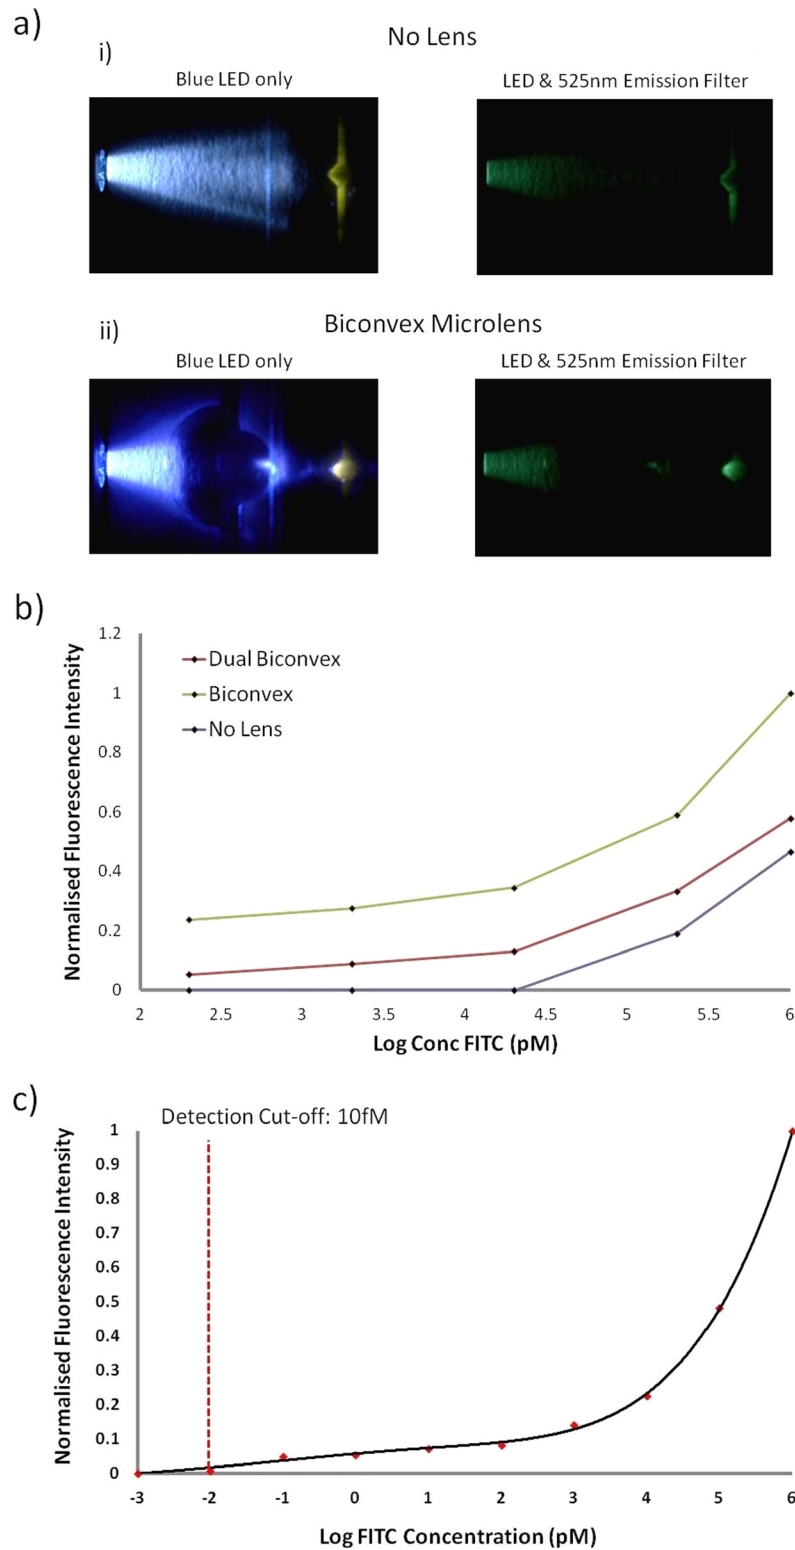 a)
No Lens
i)
Blue LED only
LED & 525nm Emission Filter
Biconvex Microlens
ii)
Blue LED only
LED & 525nm Emission Filter
b)
Normalised Fluorescence Intensity
1.2
1
0.8
0.6
0.4
0.2
0
Dual Biconvex
Biconvex
No Lens
2
2.5
3
3.5
4
4.5
5
5.5
6
Log Conc FITC (pM)
c)
Detection Cut-off: 10fM
Normalised Fluorescence Intensity
1
0.9
0.8
0.7
0.6
0.5
0.4
0.3
0.2
0.1
0
-3
-2
-1
0
1
2
3
4
5
6
Log FITC Concentration (pM)